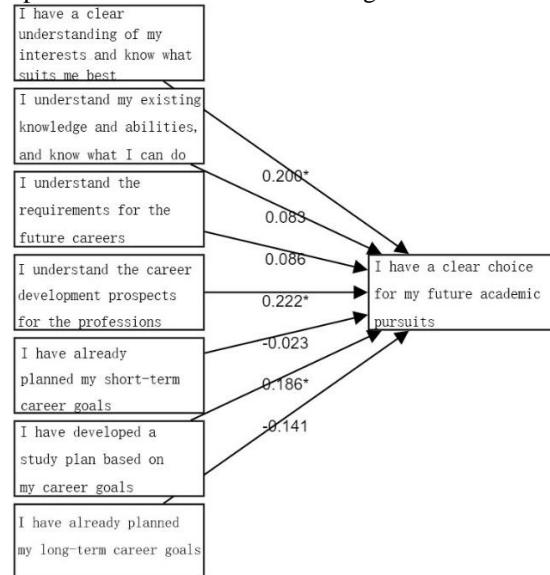 I have a clear
understanding of my
interests and know what
suits me best
I understand my existing
knowledge and abilities,
and know what I can do
I understand the
requirements for the
future careers
I understand the career
development prospects
for the professions
I have already
planned my short-term
career goals
I have developed a
study plan based on
my career goals
I have already planned
my long-term career goals
0.200*
0.083
0.086
0.222*
-0.023
0.186*
-0.141
I have a clear choice
for my future academic
pursuits